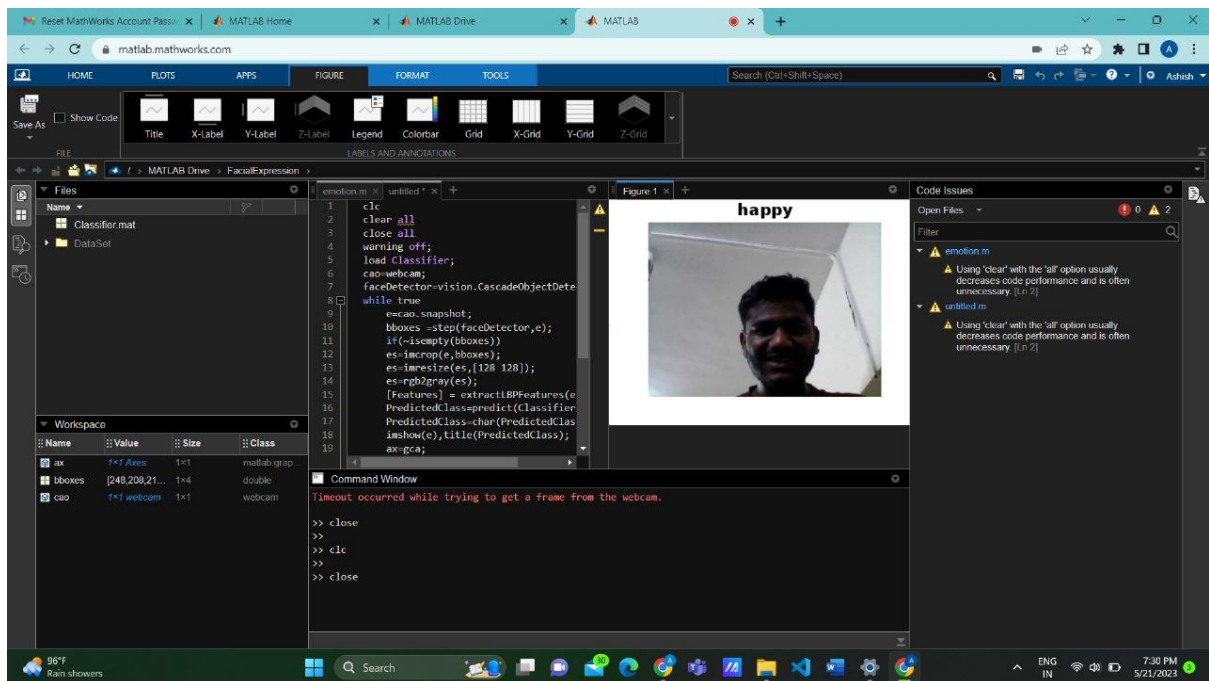 Reset MathWorks Account Passw
MATLAB Home
MATLAB Drive
MATLAB
matlab.mathworks.com
HOME PLOTS APPS FIGURE FORMAT TOOLS
Search (Ctrl+Shift+Space)
Ashish
Save As
Show Code
Title X-Label Y-Label Z-Label Legend Colorbar Grid X-Grid Y-Grid Z-Grid
FILE
LABELS AND ANNOTATIONS
/ > MATLAB Drive > FacialExpression >
Files
Name
Classifier.mat
DataSet
Workspace
Name Value Size Class
ax 1×1 Axes 1×1 matlab.grap...
bboxes [248,208,21... 1×4 double
cao 1×1 webcam 1×1 webcam
emotion.m untitled *
1 clc
2 clear all
3 close all
4 warning off;
5 load Classifier;
6 cao=webcam;
7 faceDetector=vision.CascadeObjectDete
8 while true
9 e=cao.snapshot;
10 bboxes =step(faceDetector,e);
11 if(~isempty(bboxes))
12 es=imcrop(e,bboxes);
13 es=imresize(es,[128 128]);
14 es=rgb2gray(es);
15 [Features] = extractLBPFeatures(e
16 PredictedClass=predict(Classifier
17 PredictedClass=char(PredictedClas
18 imshow(e),title(PredictedClass);
19 ax=gca;
Figure 1
happy
Command Window
Timeout occurred while trying to get a frame from the webcam.
>> close
>>
>> clc
>>
>> close
Code Issues
Open Files
0 2
Filter
emotion.m
Using 'clear' with the 'all' option usually
decreases code performance and is often
unnecessary. [Ln 2]
untitled.m
Using 'clear' with the 'all' option usually
decreases code performance and is often
unnecessary. [Ln 2]
96°F
Rain showers
Search
30
ENG
IN
7:30 PM
5/21/2023
3